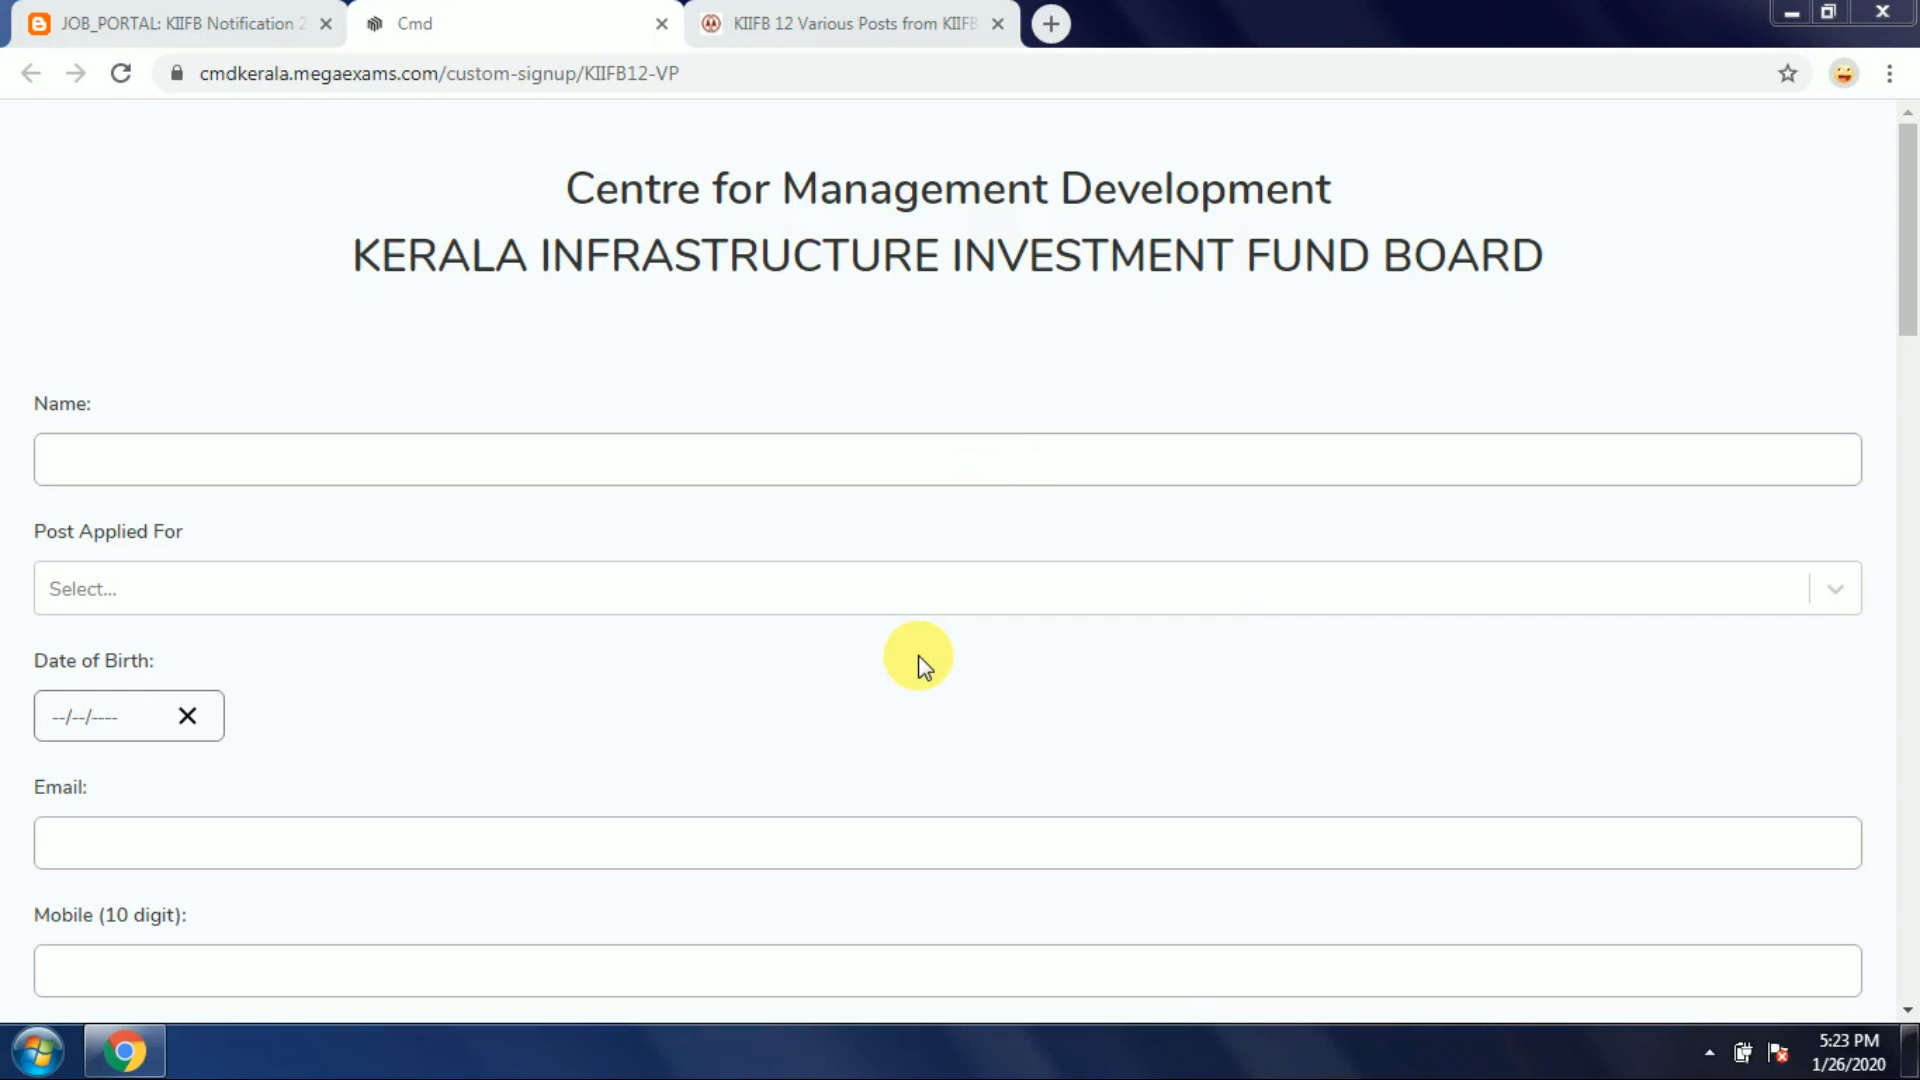 JOB_PORTAL: KIIFB Notification 2
Cmd
KIIFB 12 Various Posts from KIIFB
cmdkerala.megaexams.com/custom-signup/KIIFB12-VP
Centre for Management Development
KERALA INFRASTRUCTURE INVESTMENT FUND BOARD
Name:
Post Applied For
Select...
Date of Birth:
--/--/----
Email:
Mobile (10 digit):
5:23 PM
1/26/2020